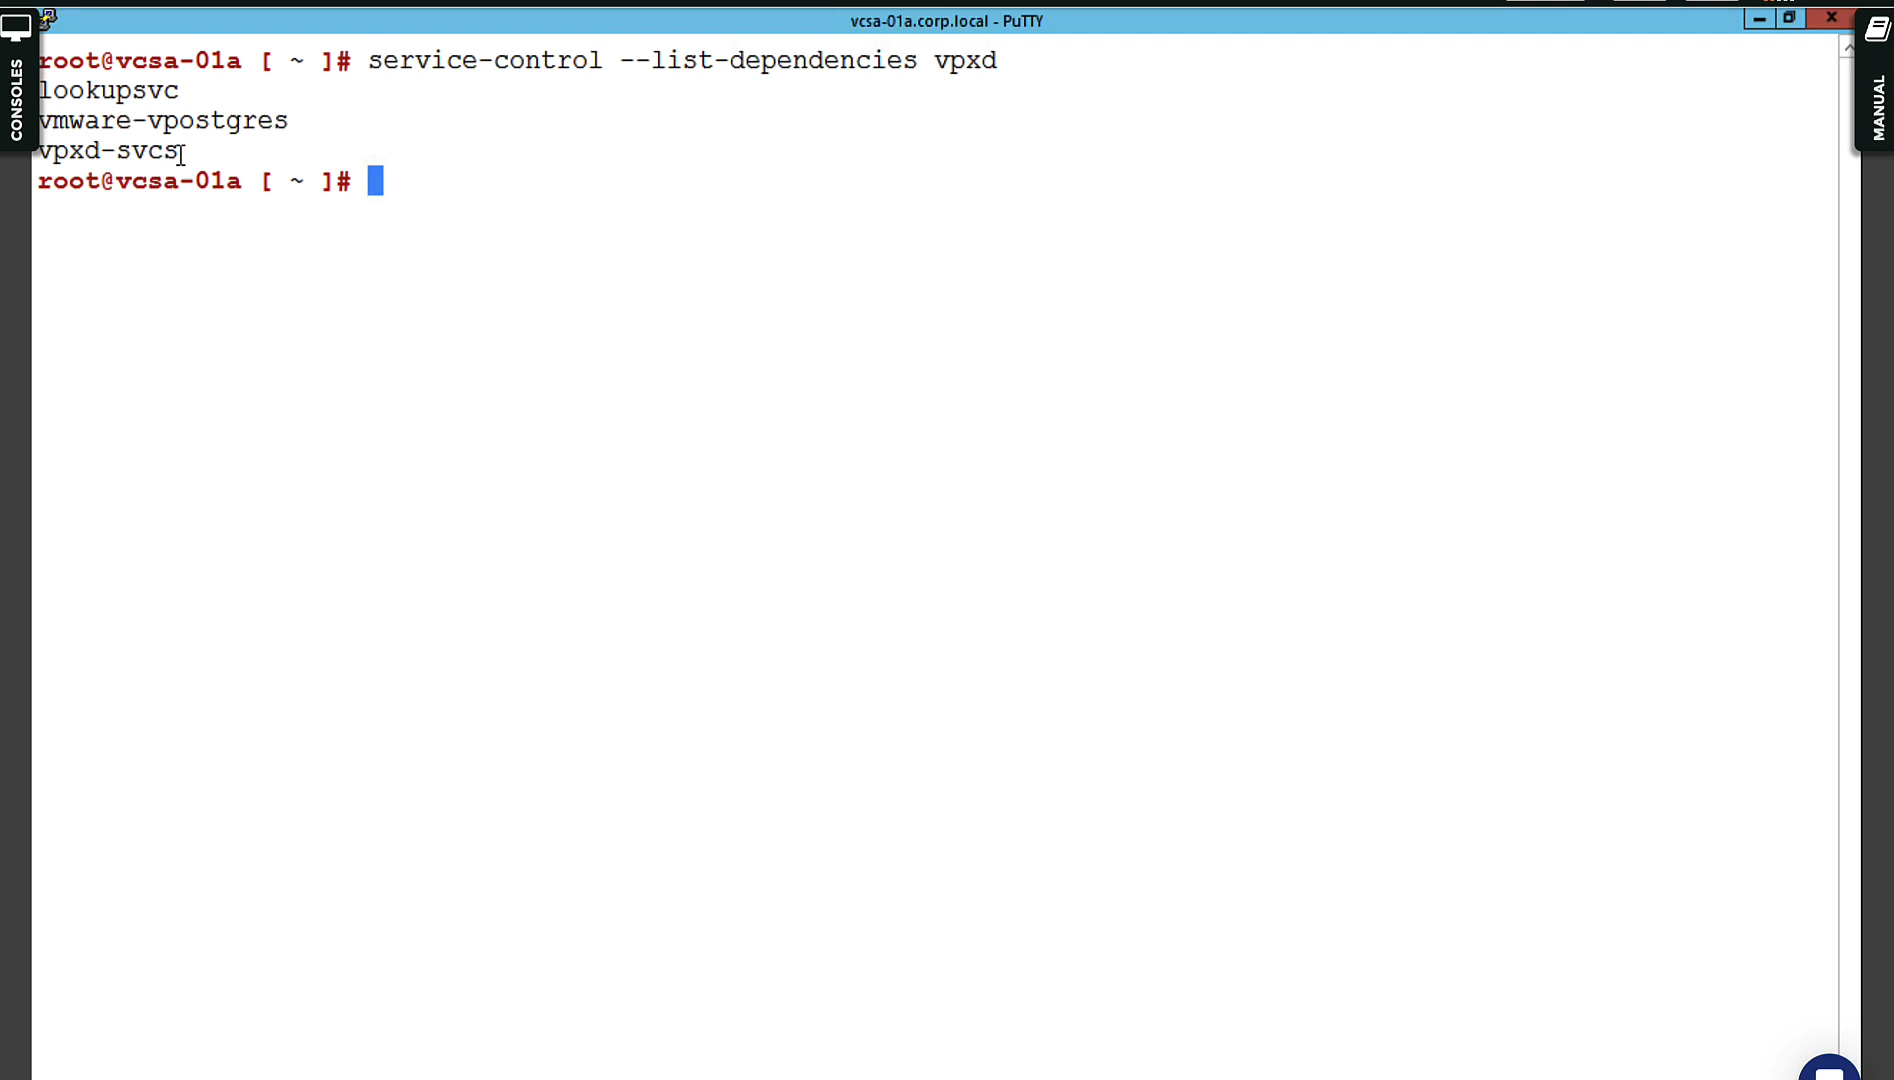 vcsa-01a.corp.local - PuTTY
CONSOLES
MANUAL
root@vcsa-01a [ ~ ]# service-control --list-dependencies vpxd
lookupsvc
vmware-vpostgres
vpxd-svcs
root@vcsa-01a [ ~ ]#